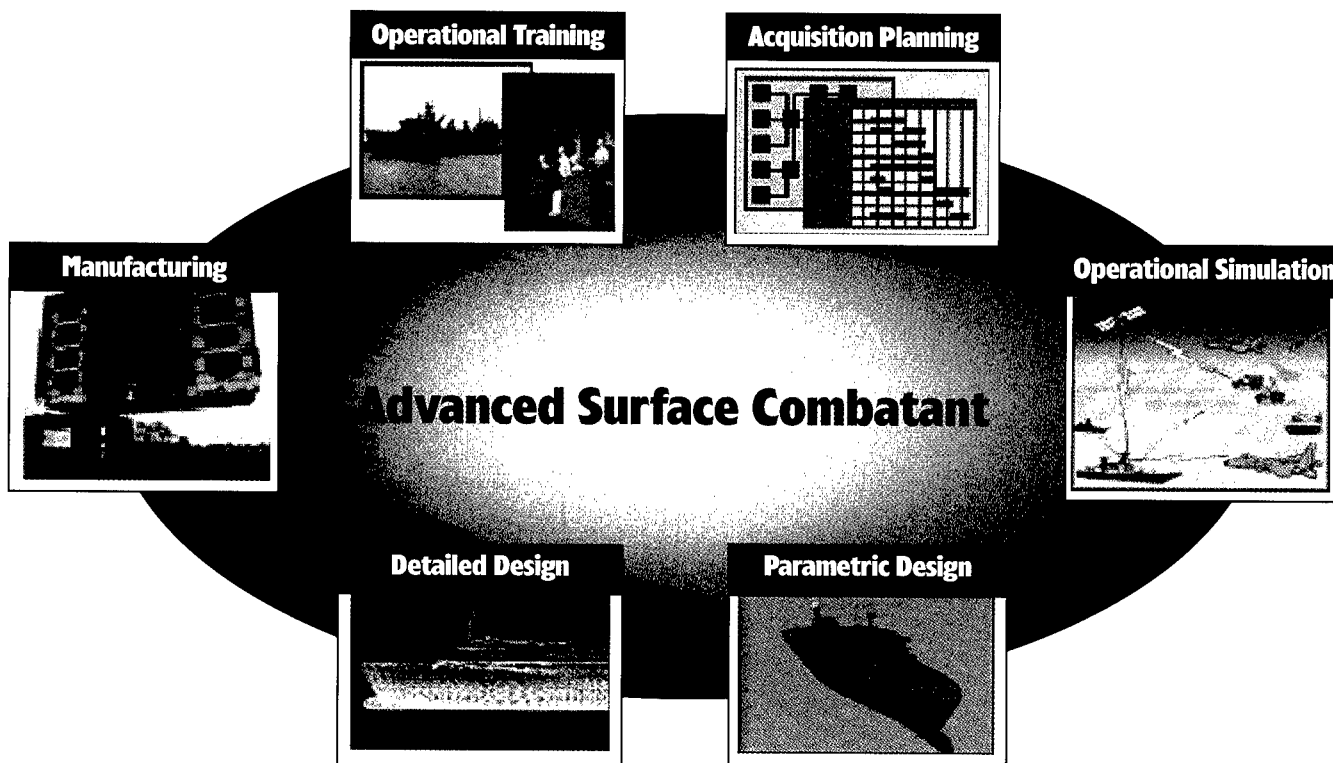 Operational Training
Acquisition Planning
Manufacturing
Operational Simulation
Advanced Surface Combatant
Detailed Design
Parametric Design